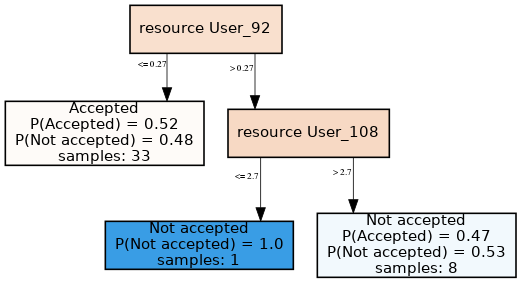 resource User_92
<=0.27
>0.27
Accepted
P(Accepted) = 0.52
P(Not accepted) = 0.48
samples: 33
resource User_108
<=2.7
>2.7
Not accepted
P(Not accepted) = 1.0
samples: 1
Not accepted
P(Accepted) = 0.47
P(Not accepted) = 0.53
samples: 8